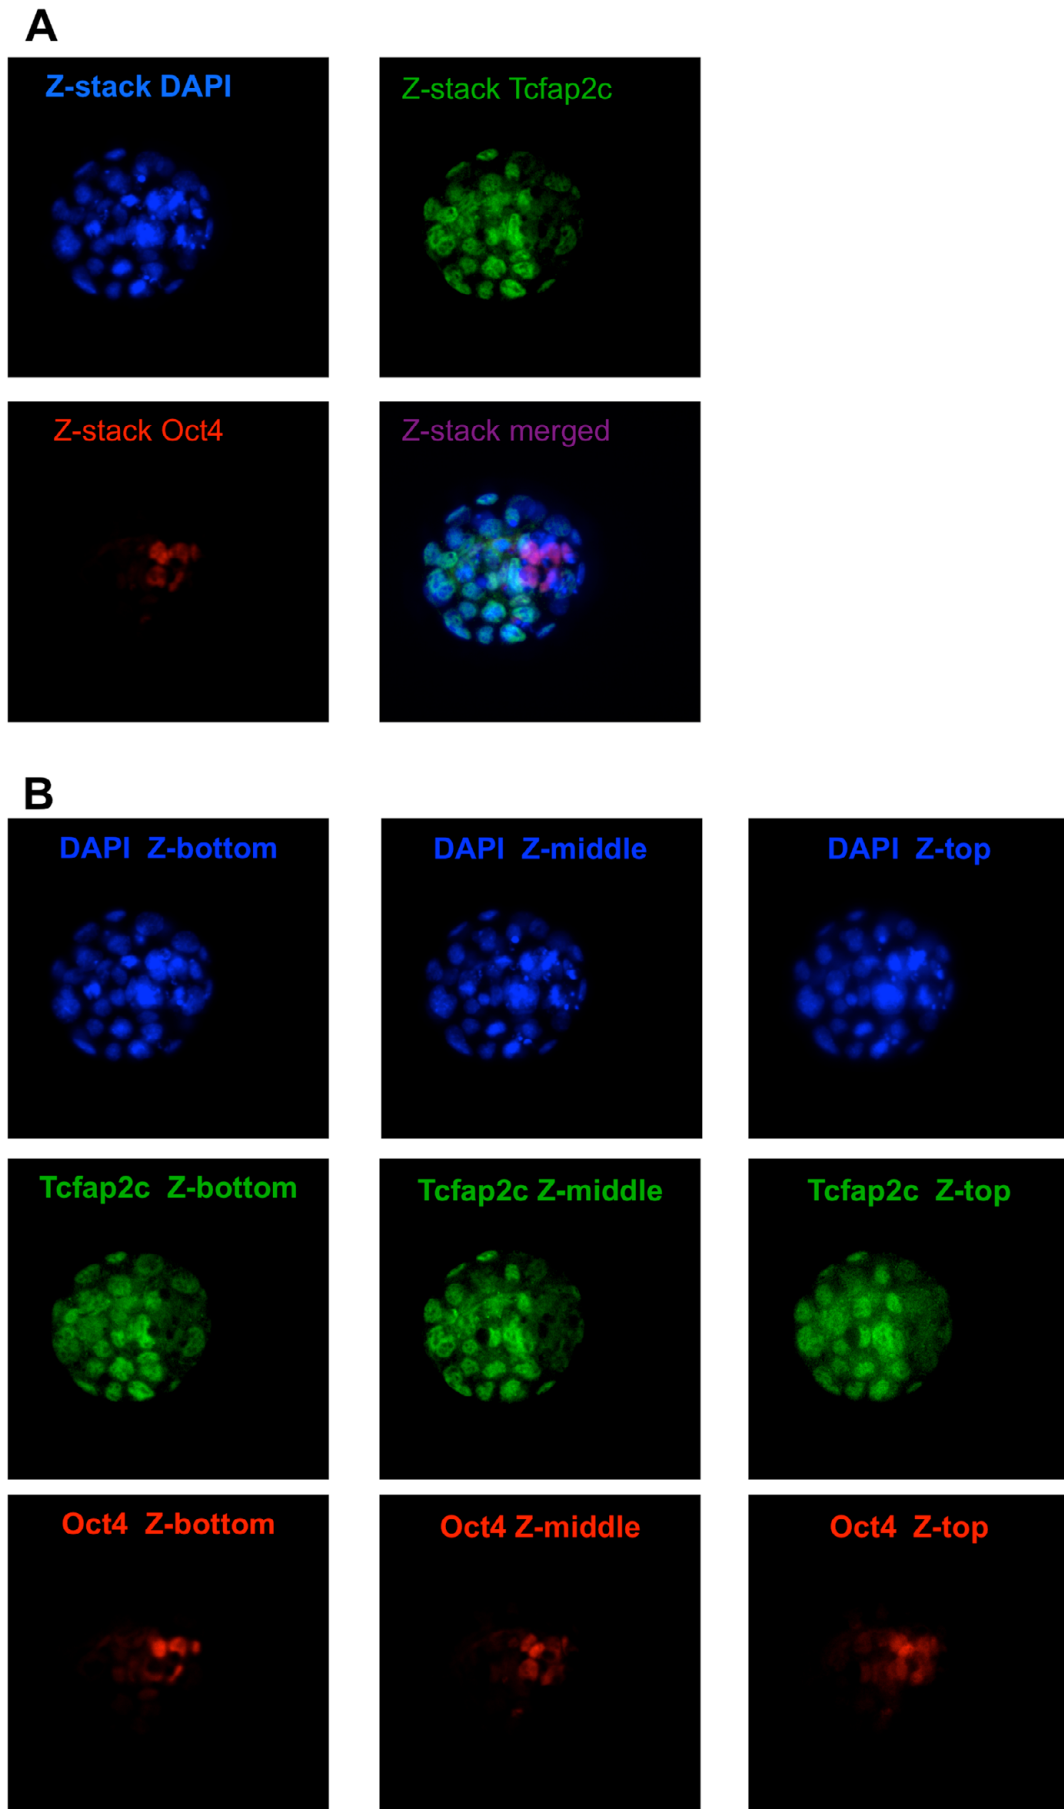 A
Z-stack DAPI
Z-stack Tcfap2c
Z-stack Oct4
Z-stack merged
B
DAPI Z-bottom
DAPI Z-middle
DAPI Z-top
Tcfap2c Z-bottom
Tcfap2c Z-middle
Tcfap2c Z-top
Oct4 Z-bottom
Oct4 Z-middle
Oct4 Z-top